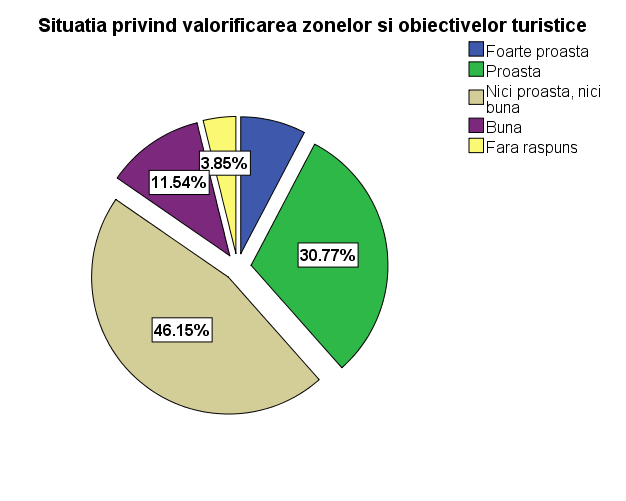 Situatia privind valorificarea zonelor si obiectivelor turistice
Foarte proasta
Proasta
Nici proasta, nici
buna
Buna
Fara raspuns
3.85%
11.54%
30.77%
46.15%